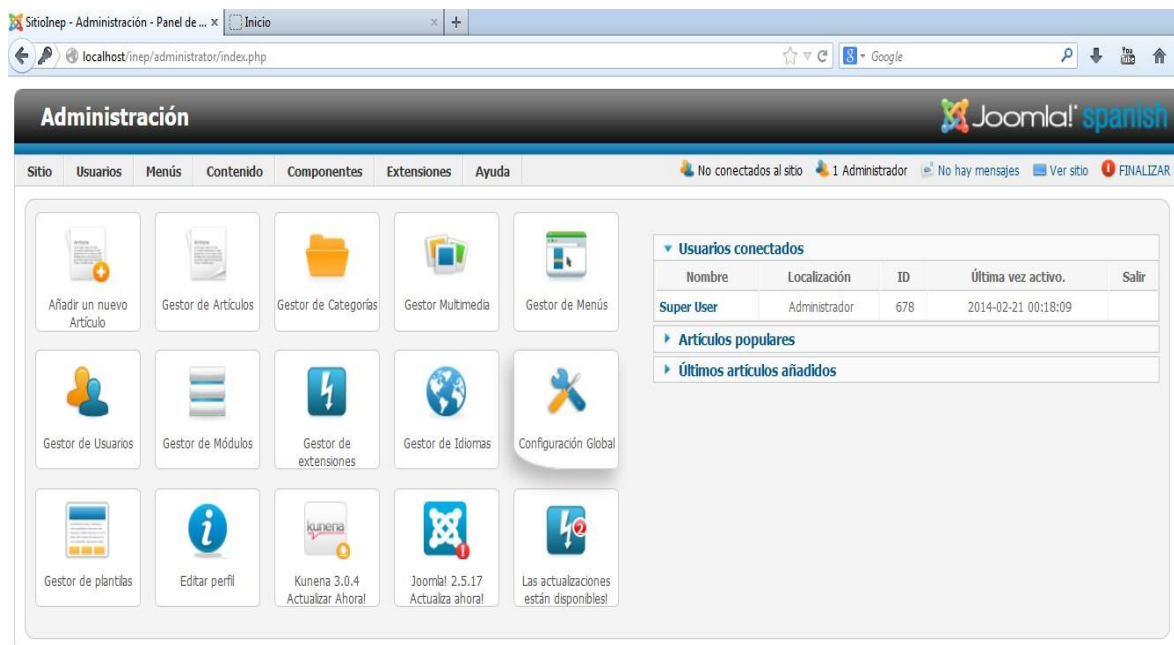 SitioInep - Administración - Panel de ... × Inicio × +
localhost/inep/administrator/index.php 8 Google You Tube
Administración Joomla! spanish
Sitio Usuarios Menús Contenido Componentes Extensiones Ayuda No conectados al sitio 1 Administrador No hay mensajes Ver sitio FINALIZAR
Añadir un nuevo
Artículo
Gestor de Artículos
Gestor de Categorías
Gestor Multimedia
Gestor de Menús
Gestor de Usuarios
Gestor de Módulos
Gestor de
extensiones
Gestor de Idiomas
Configuración Global
Gestor de plantilas
Editar perfil
kunena
Kunena 3.0.4
Actualizar Ahora!
Joomla! 2.5.17
Actualiza ahora!
2
Las actualizaciones
están disponibles!
Usuarios conectados
Nombre Localización ID Última vez activo. Salir
Super User Administrador 678 2014-02-21 00:18:09
Artículos populares
Últimos artículos añadidos